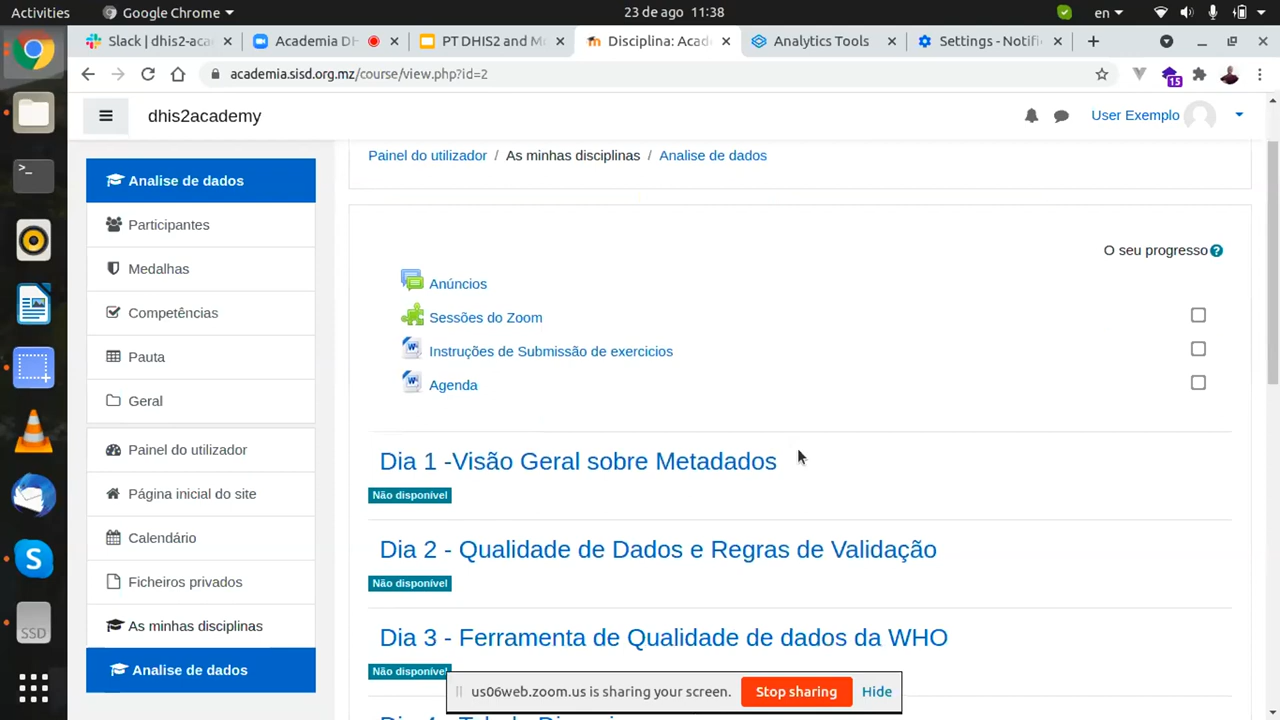 Activities
Google Chrome
23 de ago 11:38
en
Slack | dhis2-aca
Academia DH
PT DHIS2 and M
Disciplina: Acad
Analytics Tools
Settings - Notifi
academia.sisd.org.mz/course/view.php?id=2
15
dhis2academy
User Exemplo
Painel do utilizador / As minhas disciplinas / Analise de dados
Analise de dados
Participantes
Medalhas
Competências
Pauta
Geral
Painel do utilizador
Página inicial do site
Calendário
Ficheiros privados
As minhas disciplinas
Analise de dados
O seu progresso
Anúncios
Sessões do Zoom
Instruções de Submissão de exercicios
Agenda
Dia 1 -Visão Geral sobre Metadados
Não disponível
Dia 2 - Qualidade de Dados e Regras de Validação
Não disponível
Dia 3 - Ferramenta de Qualidade de dados da WHO
Não disponível
us06web.zoom.us is sharing your screen.
Stop sharing
Hide
SSD